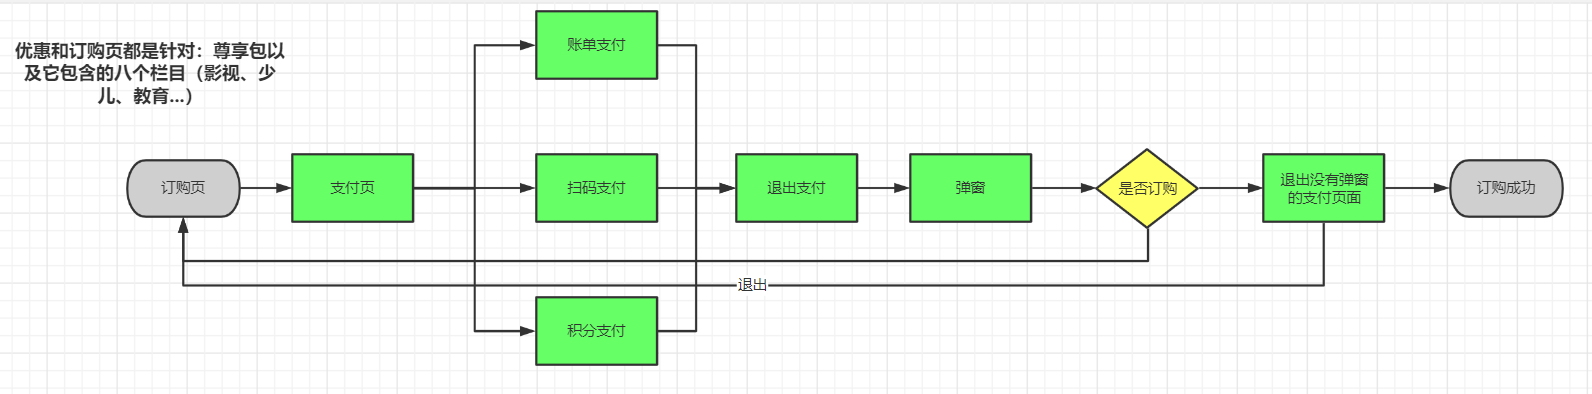 优惠和订购页都是针对：尊享包以
及它包含的八个栏目（影视、少
儿、教育...）
账单支付
订购页
支付页
扫码支付
退出支付
弹窗
是否订购
退出没有弹窗
的支付页面
订购成功
退出
积分支付